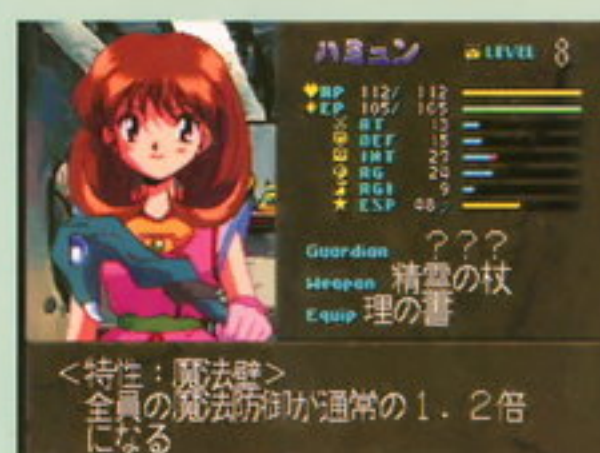 ハミュン LEVEL 8
HP 112/ 112
EP 105/ 105
AT 13
DEF 15
INT 23
RG 24
AGI 9
ESP 48
Guardian ???
Weapon 精霊の杖
Equip 理の書
<特性：魔法壁>
全員の魔法防御が通常の1.2倍
になる